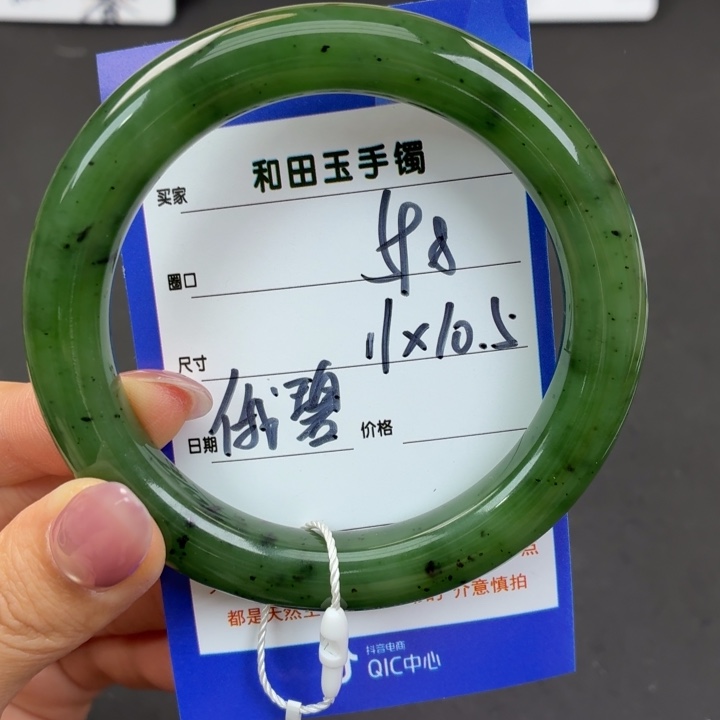 和田玉手镯
买家
圈口 58
尺寸 11×10.5
日期 俄碧 价格
点
都是天然玉 介意慎拍
抖音电商
QIC中心